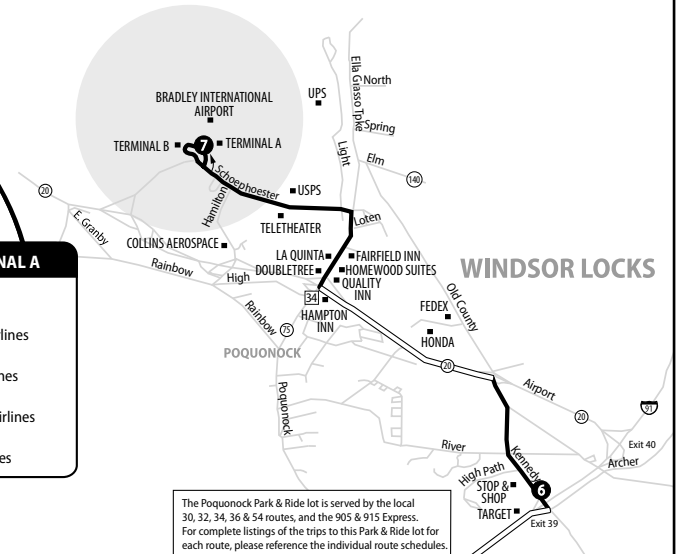 Ella Grasso Tpke
North
UPS
BRADLEY INTERNATIONAL
AIRPORT
Spring
TERMINAL B
7
TERMINAL A
Light
Elm
140
Schoephoester
20
USPS
Hamilton
E. Granby
Loten
TELETHEATER
COLLINS AEROSPACE
LA QUINTA
FAIRFIELD INN
NAL A
Rainbow
High
DOUBLETREE
HOMEWOOD SUITES
WINDSOR LOCKS
QUALITY
INN
34
HAMPTON
INN
Old County
FEDEX
Rainbow
75
lines
HONDA
POQUONOCK
20
nes
Airport
91
Poquonock
20
irlines
River
Exit 40
es
Kennedy
Archer
High Path
STOP &
SHOP
6
TARGET
Exit 39
The Poquonock Park & Ride lot is served by the local
30, 32, 34, 36 & 54 routes, and the 905 & 915 Express.
For complete listings of the trips to this Park & Ride lot for
each route, please reference the individual route schedules.